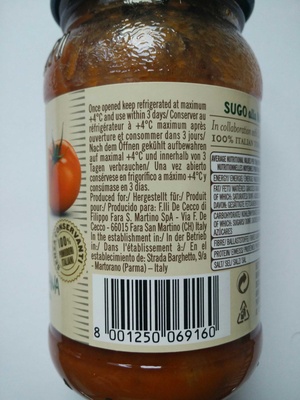 Once opened keep refrigerated at maximum
+4°C and use within 3 days/ Conserver au
réfrigérateur à +4°C maximum après
ouverture et consommer dans 3 jours/
Nach dem Öffnen gekühlt aufbewahren
auf maximal +4°C und innerhalb von 3
Tagen verbrauchen/ Una vez abierto
consérvese en frigorífico a máximo +4°C y
consúmase en 3 días.
Produced for:/ Hergestellt für:/ Produit
pour:/ Producido para: F.lli De Cecco di
Filippo Fara S. Martino SpA - Via F. De
Cecco - 66015 Fara San Martino (CH) Italy
In the establishment in:/ In der Betrieb
in:/ Dans l'établissement à:/ En el
establecimiento de: Strada Barghetto, 9/a
- Martorano (Parma) – Italy
8 001250 069160
SUGO
In collaboration
100% ITALIAN